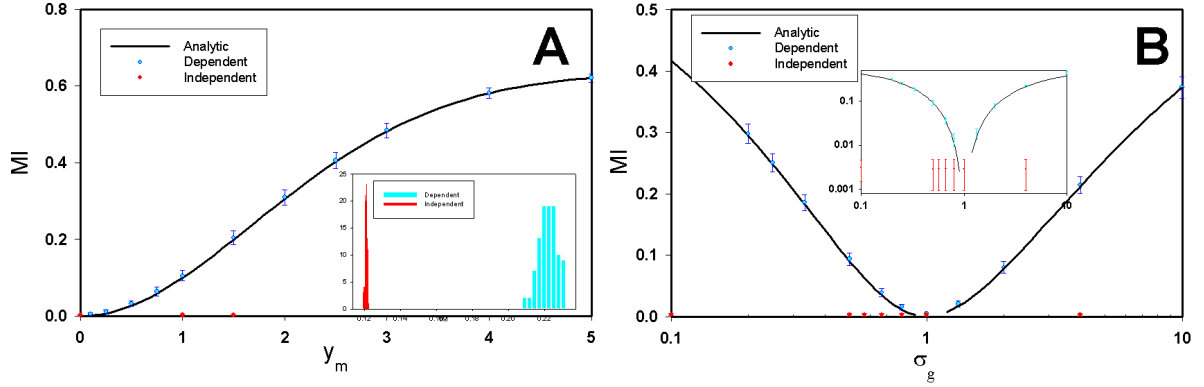 A
Analytic
Dependent
Independent
MI
0.8
0.6
0.4
0.2
0.0
0 1 2 3 4 5
y_m
25
20
15
10
5
0
Dependent
Independent
0.12 0.14 0.20 0.22
B
Analytic
Dependent
Independent
MI
0.5
0.4
0.3
0.2
0.1
0.0
0.1 1 10
σ_g
0.1
0.01
0.001
0.1 1 10